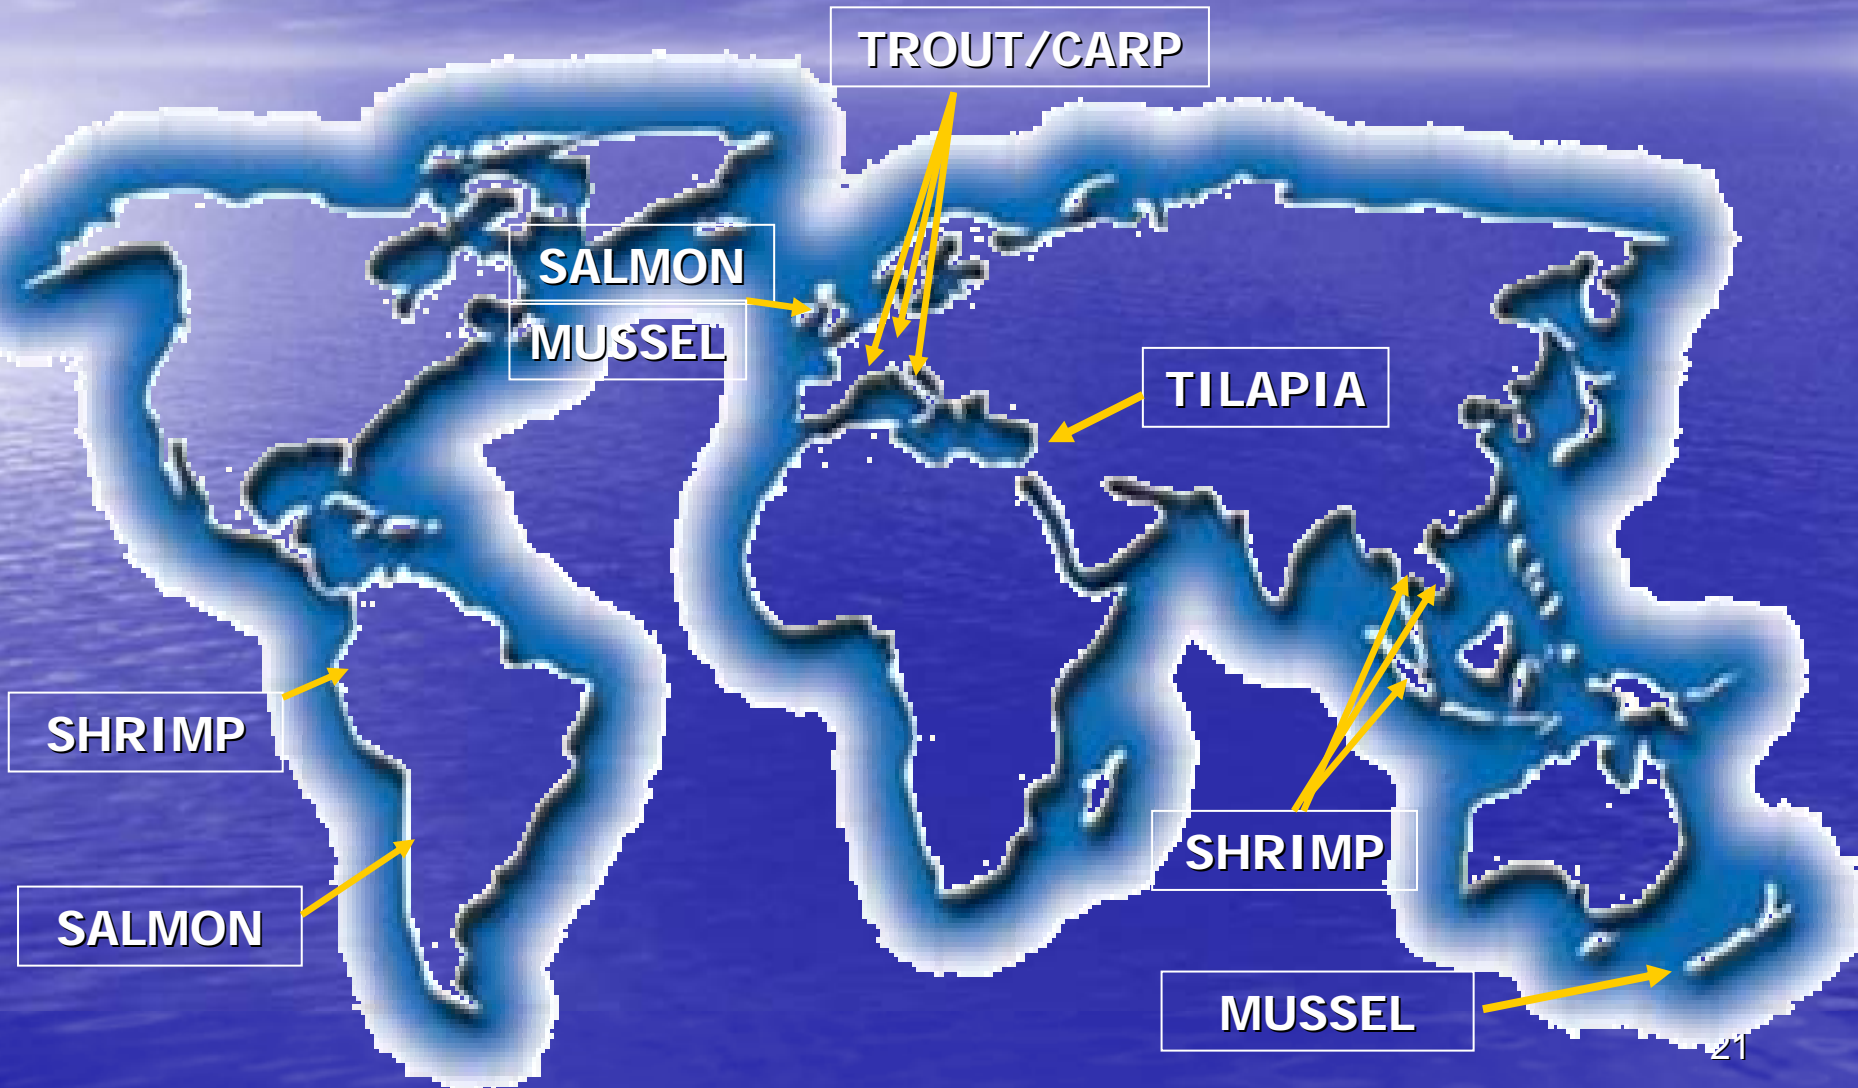 TROUT/CARP
SALMON
MUSSEL
TILAPIA
SHRIMP
SHRIMP
SALMON
MUSSEL
21